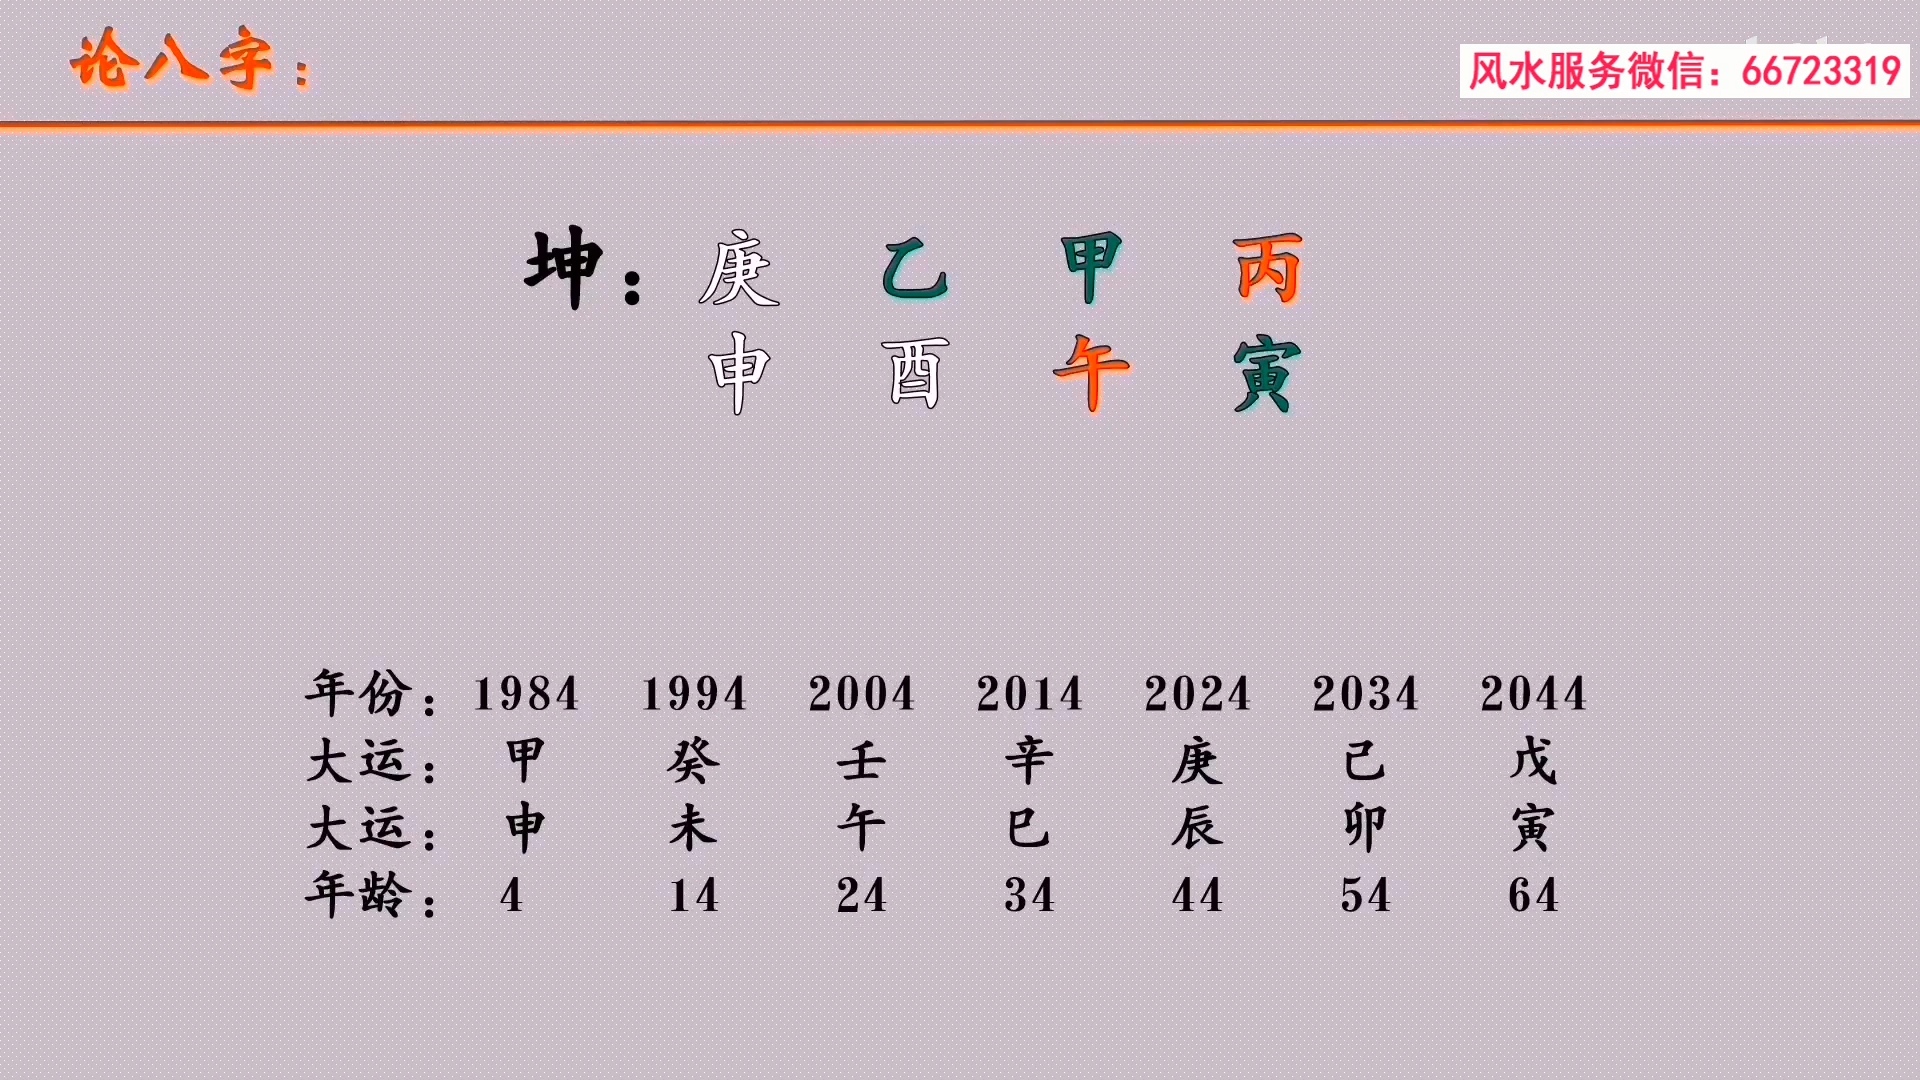 论八字：
风水服务微信：66723319
坤：庚 乙 甲 丙
申 酉 午 寅
年份：1984 1994 2004 2014 2024 2034 2044
大运：甲 癸 壬 辛 庚 己 戊
大运：申 未 午 巳 辰 卯 寅
年龄：4 14 24 34 44 54 64